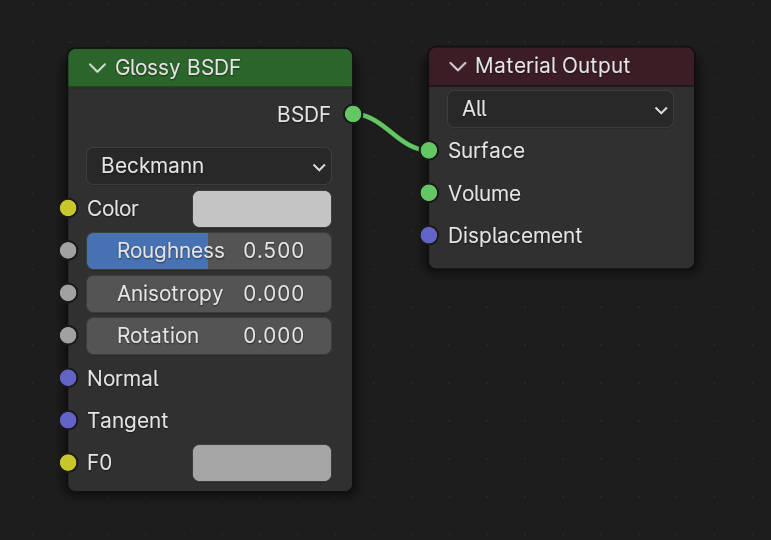 Glossy BSDF
BSDF
Beckmann
Color
Roughness 0.500
Anisotropy 0.000
Rotation 0.000
Normal
Tangent
F0
Material Output
All
Surface
Volume
Displacement